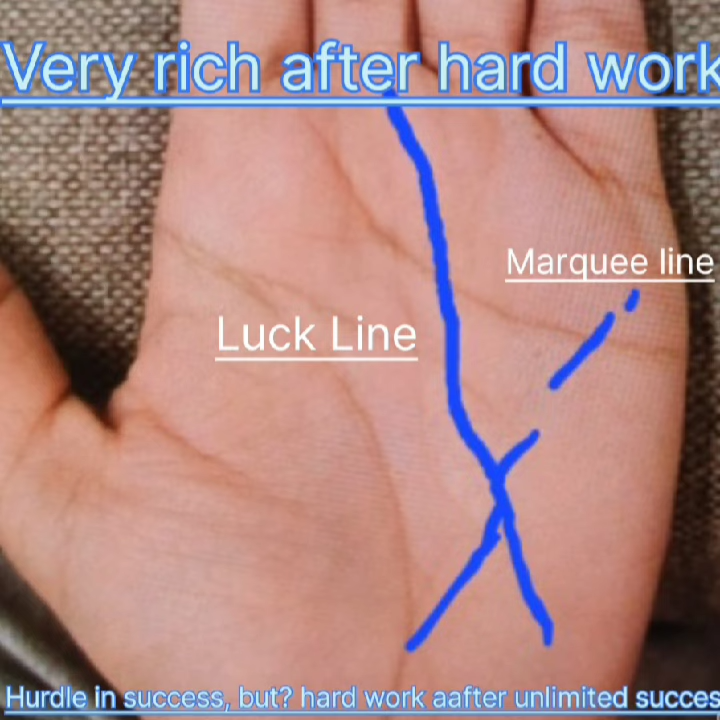 Very rich after hard work
Marquee line
Luck Line
Hurdle in success, but? hard work aafter unlimited succes